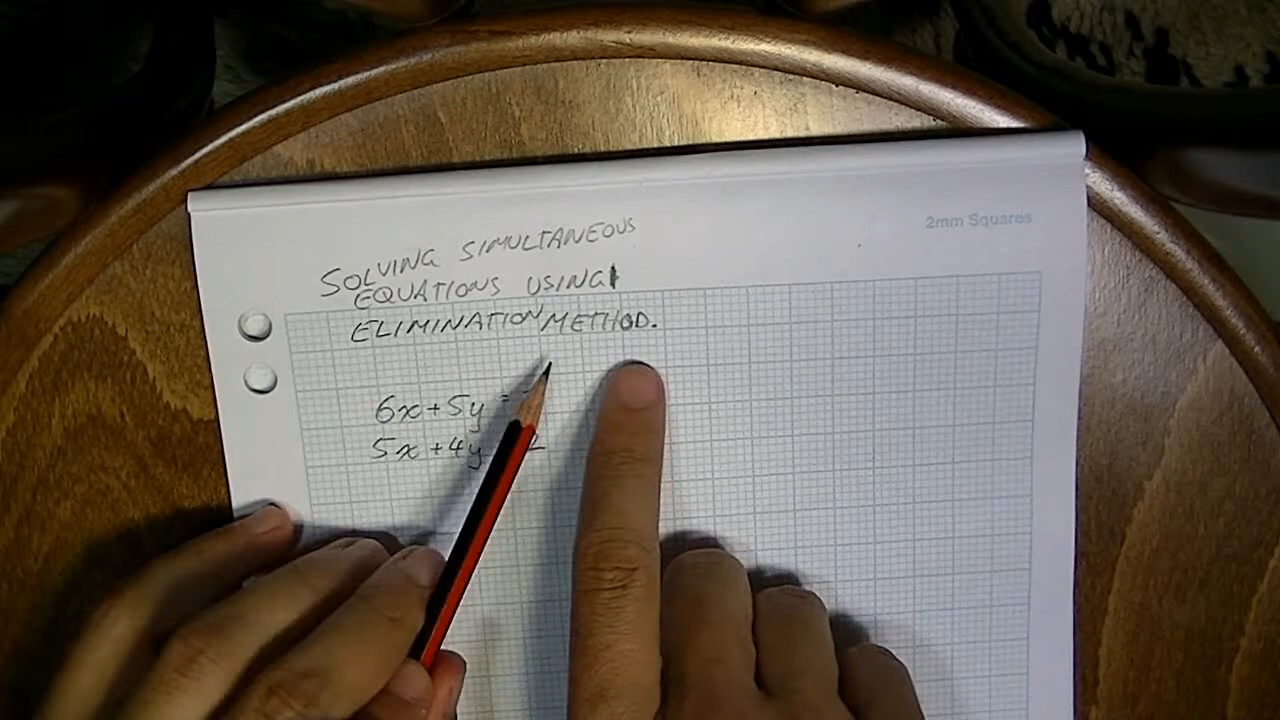 2mm Squares
SOLVING SIMULTANEOUS
EQUATIONS USING
ELIMINATION METHOD.
6x+5y =
5x+4y